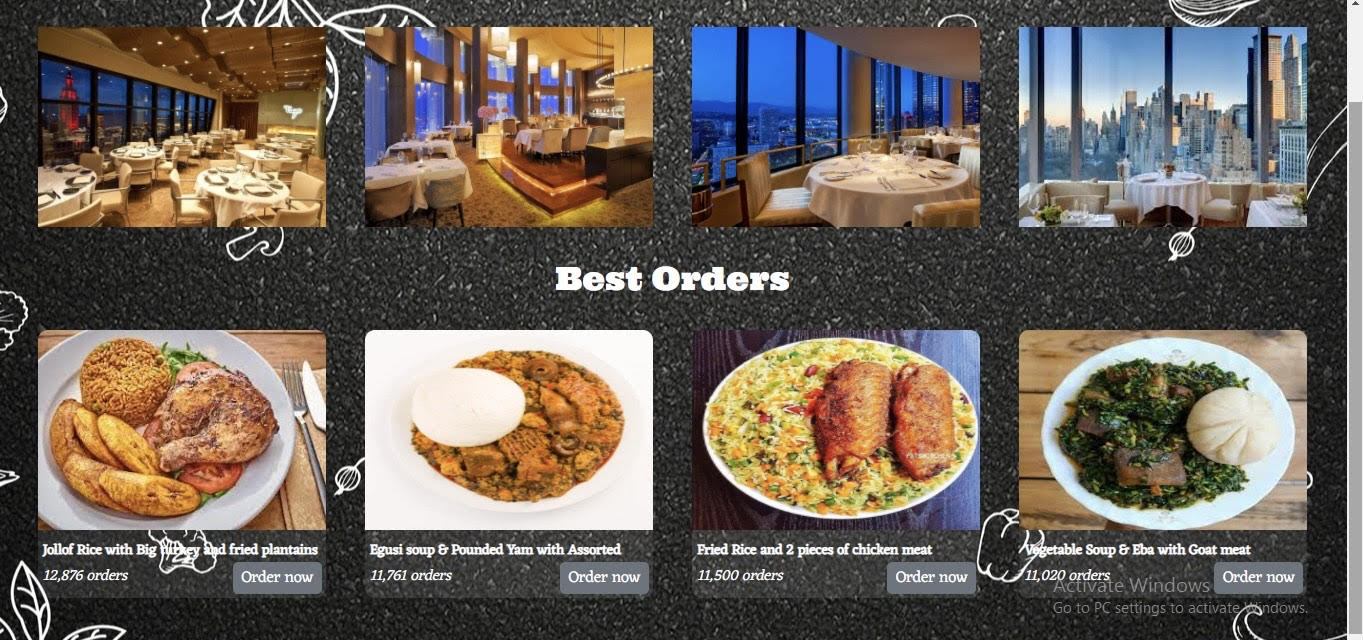 Best Orders
Jollof Rice with Big turkey and fried plantains
12,876 orders
Order now
Egusi soup & Pounded Yam with Assorted
11,761 orders
Order now
Fried Rice and 2 pieces of chicken meat
11,500 orders
Order now
Vegetable Soup & Eba with Goat meat
11,020 orders
Order now
Activate Windows
Go to PC settings to activate Windows.